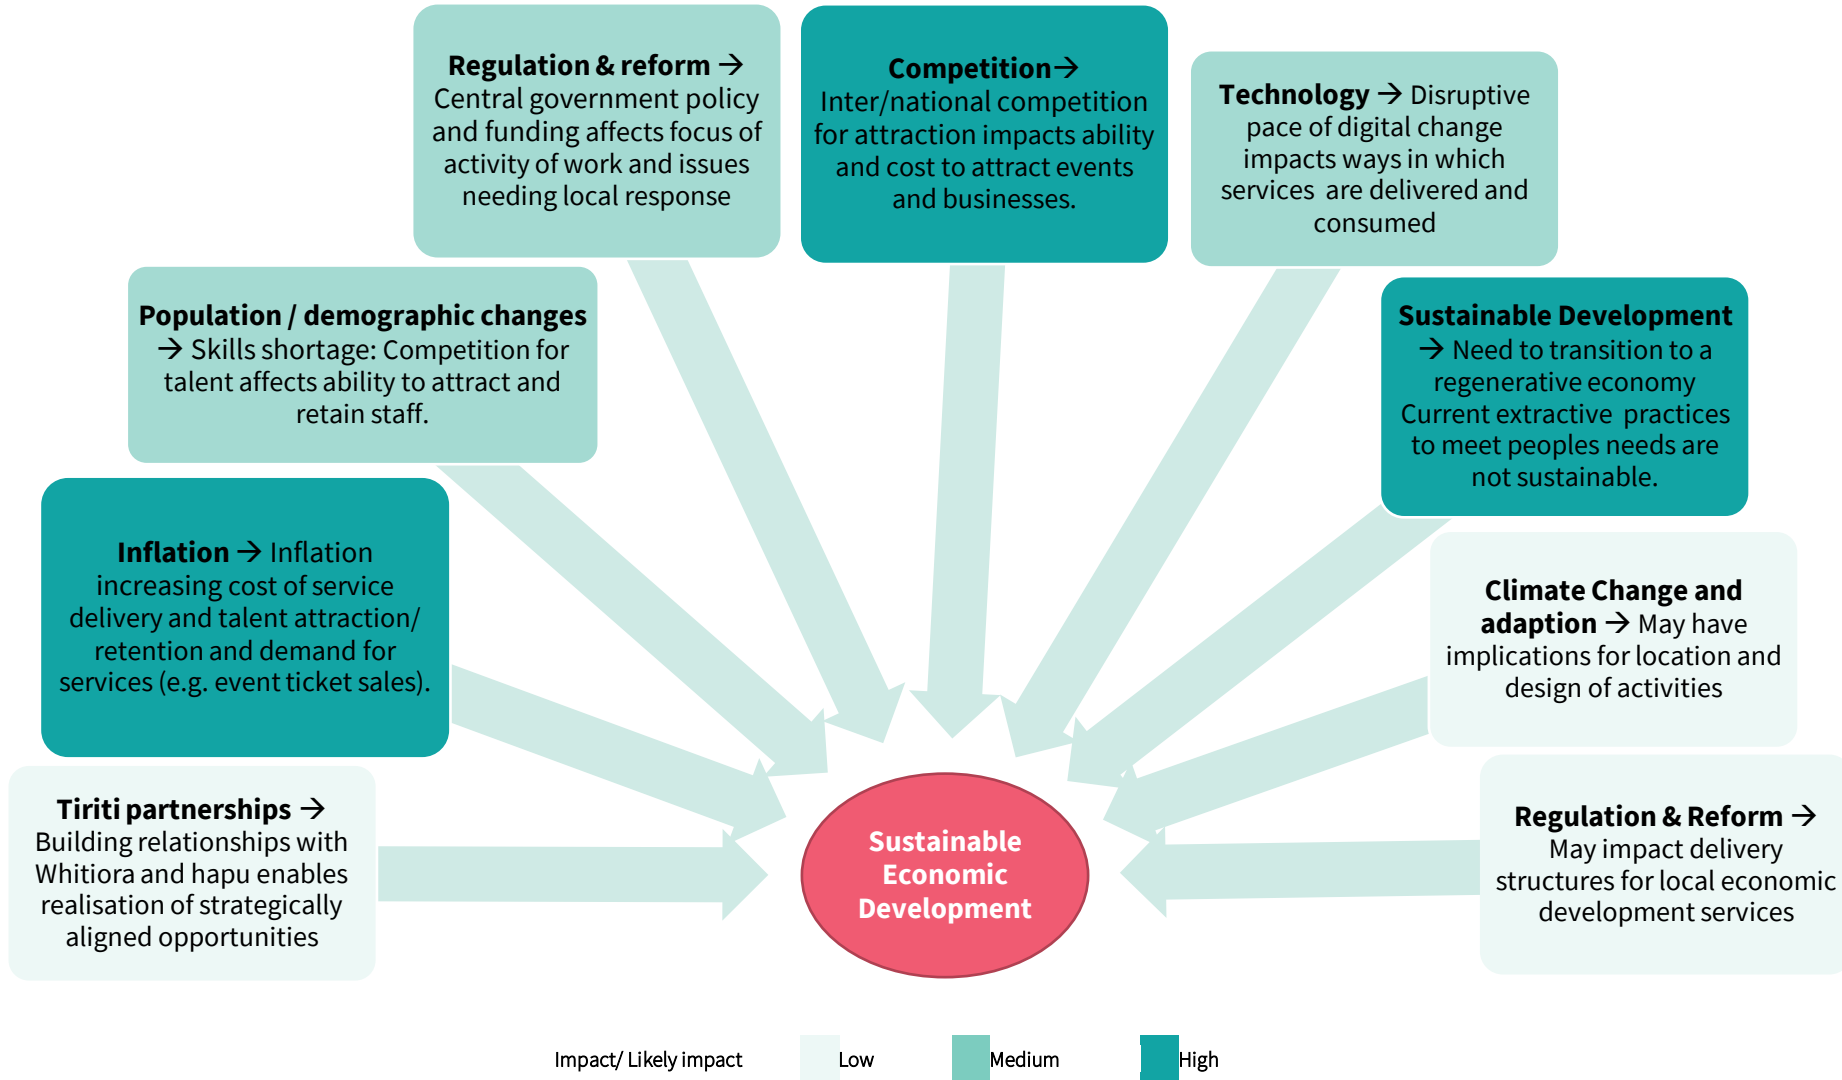 Regulation & reform →
Central government policy
and funding affects focus of
activity of work and issues
needing local response
Competition→
Inter/national competition
for attraction impacts ability
and cost to attract events
and businesses.
Technology → Disruptive
pace of digital change
impacts ways in which
services are delivered and
consumed
Population / demographic changes
→ Skills shortage: Competition for
talent affects ability to attract and
retain staff.
Sustainable Development
→ Need to transition to a
regenerative economy
Current extractive practices
to meet peoples needs are
not sustainable.
Inflation → Inflation
increasing cost of service
delivery and talent attraction/
retention and demand for
services (e.g. event ticket sales).
Climate Change and
adaption → May have
implications for location and
design of activities
Tiriti partnerships →
Building relationships with
Whitiora and hapu enables
realisation of strategically
aligned opportunities
Sustainable
Economic
Development
Regulation & Reform →
May impact delivery
structures for local economic
development services
Impact/ Likely impact
Low
Medium
High